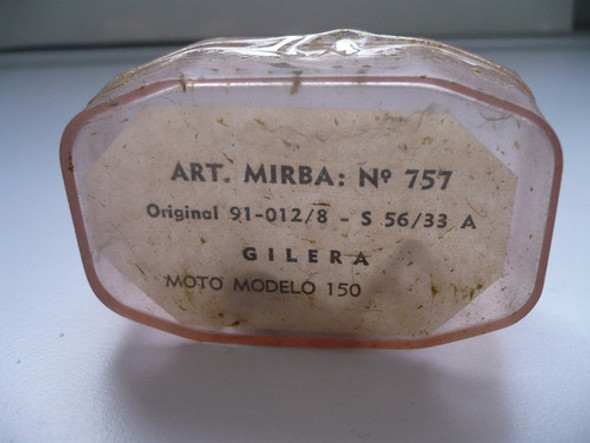 ART. MIRBA: Nº 757
Original 91-012/8 - S 56/33 A
GILERA
MOTO MODELO 150